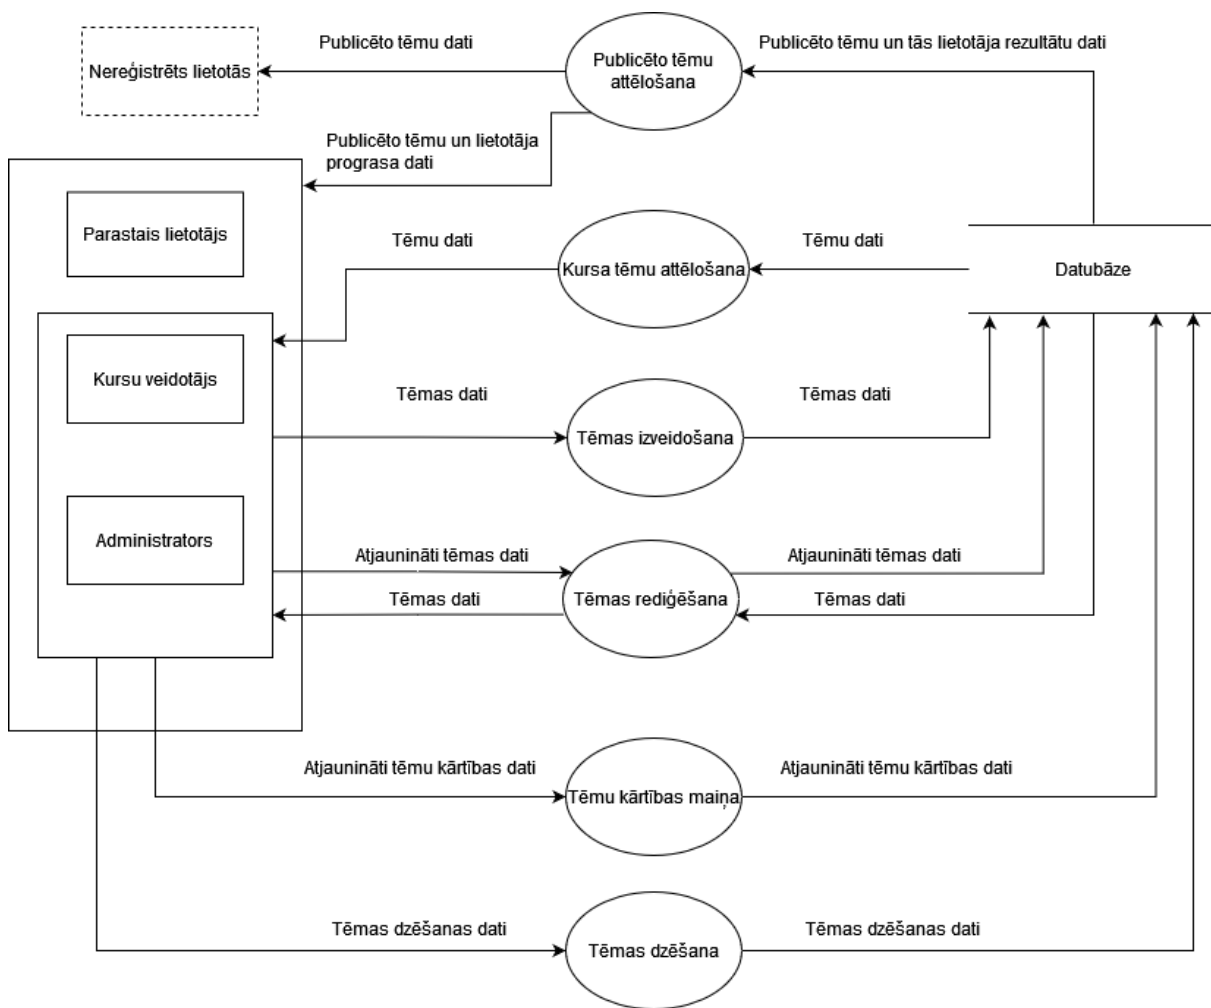 Publicēto tēmu dati
Publicēto tēmu un tās lietotāja rezultātu dati
Nereģistrēts lietotās
Publicēto tēmu
attēlošana
Publicēto tēmu un lietotāja
prograsa dati
Parastais lietotājs
Tēmu dati
Tēmu dati
Kursa tēmu attēlošana
Datubāze
Kursu veidotājs
Tēmas dati
Tēmas dati
Tēmas izveidošana
Administrators
Atjaunināti tēmas dati
Atjaunināti tēmas dati
Tēmas dati
Tēmas rediģēšana
Tēmas dati
Atjaunināti tēmu kārtības dati
Atjaunināti tēmu kārtības dati
Tēmu kārtības maiņa
Tēmas dzēšanas dati
Tēmas dzēšanas dati
Tēmas dzēšana